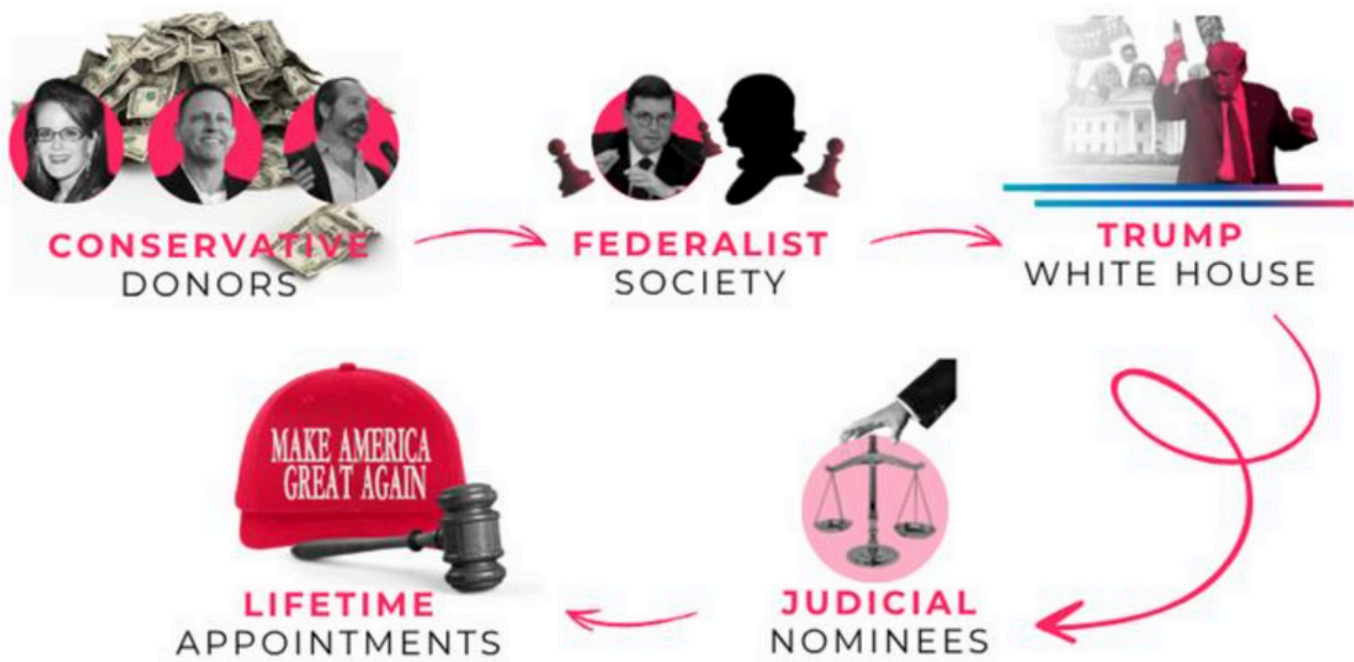 CONSERVATIVE
DONORS
FEDERALIST
SOCIETY
TRUMP
WHITE HOUSE
MAKE AMERICA
GREAT AGAIN
LIFETIME
APPOINTMENTS
JUDICIAL
NOMINEES